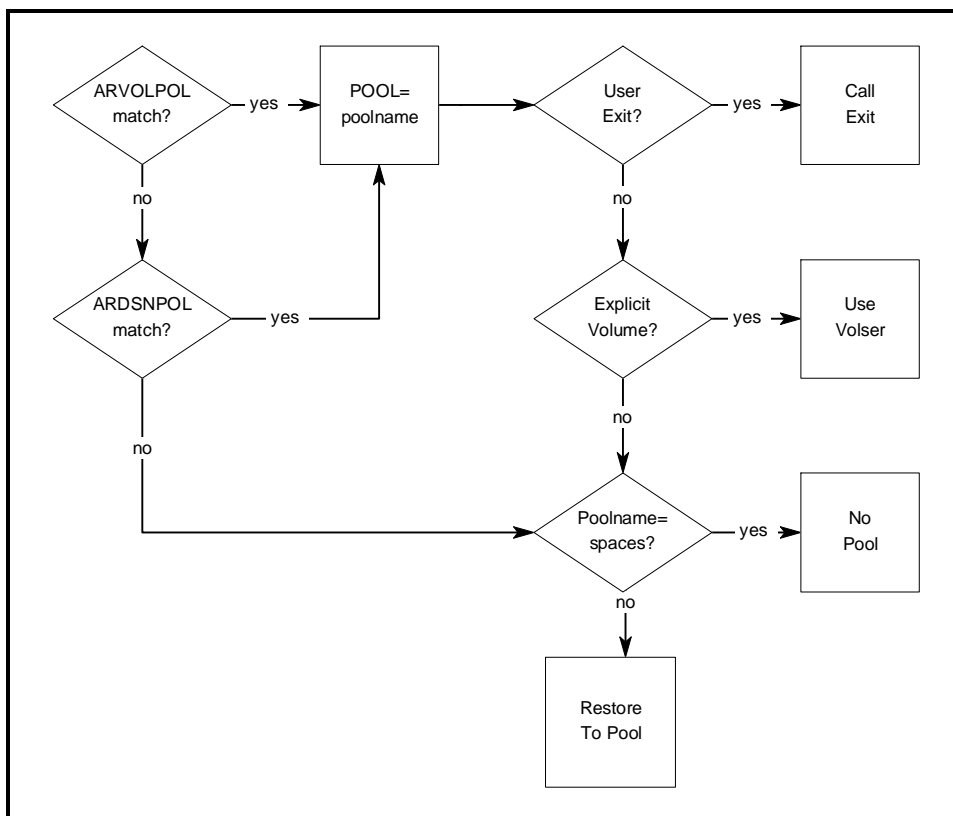 ARVOLPOL
match?
yes
POOL=
poolname
User
Exit?
yes
Call
Exit
no
no
ARDSNPOL
match?
yes
Explicit
Volume?
yes
Use
Volser
no
no
Poolname=
spaces?
yes
No
Pool
no
Restore
To Pool